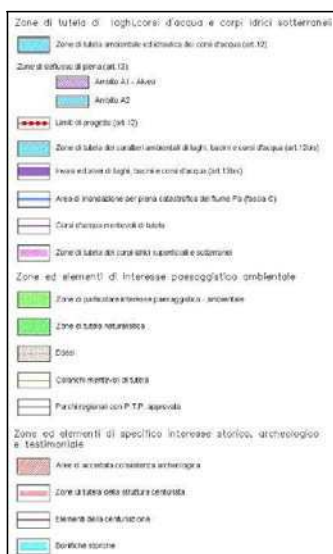 Zone di tutela di laghi,corsi d'acqua e corpi idrici sotterranei
Zone di tutela ambientale ed idraulica dei corsi d'acqua (art.12)
Zone di deflusso di piena (art.13)
Ambito A1 - Alvei
Ambito A2
Limiti di progetto (art.12)
Zone di tutela dei caratteri ambientali di laghi, bacini e corsi d'acqua (art.12bis)
Invasi ed alvei di laghi, bacini e corsi d'acqua (art.13bis)
Area di inondazione per piena catastrofica del fiume Po (fascia C)
Corsi d'acqua meritevoli di tutela
Zone di tutela dei corpi idrici superficiali e sotterranei
Zone ed elementi di interesse paesaggistico ambientale
Zone di particolare interesse paesaggistico - ambientale
Zone di tutela naturalistica
Dossi
Calanchi meritevoli di tutela
Parchi regionali con P.T.P. approvato
Zone ed elementi di specifico interesse storico, archeologico
e testimoniale
Aree di accertata consistenza archeologica
Zone di tutela della struttura centuriata
Elementi della centuriazione
Bonifiche storiche